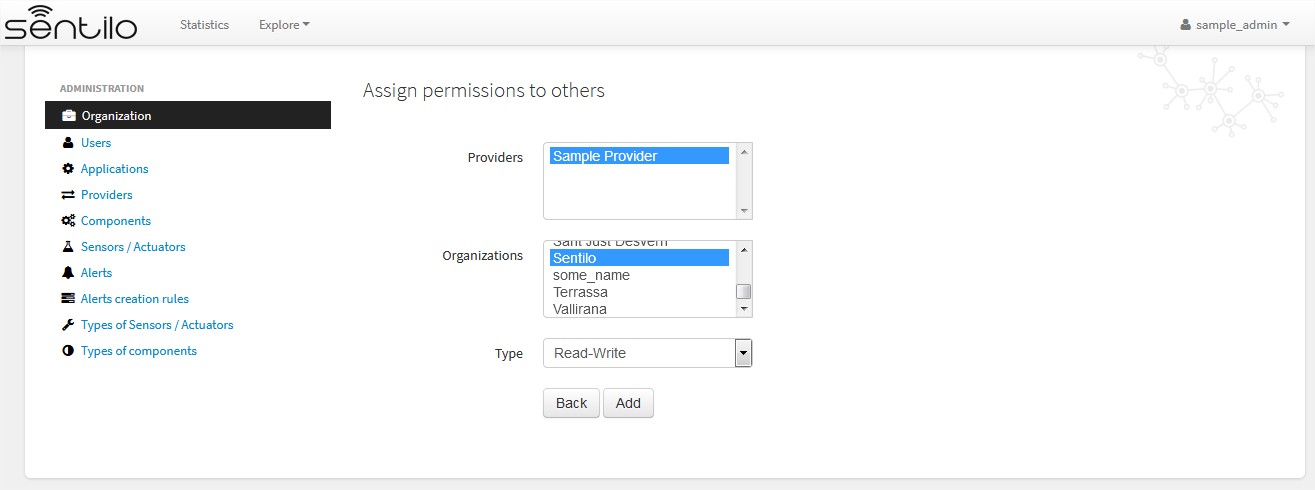 sentilo
Statistics
Explore
sample_admin
ADMINISTRATION
Organization
Users
Applications
Providers
Components
Sensors / Actuators
Alerts
Alerts creation rules
Types of Sensors / Actuators
Types of components
Assign permissions to others
Providers
Sample Provider
Organizations
Sant Just Desvern
Sentilo
some_name
Terrassa
Vallirana
Type
Read-Write
Back
Add